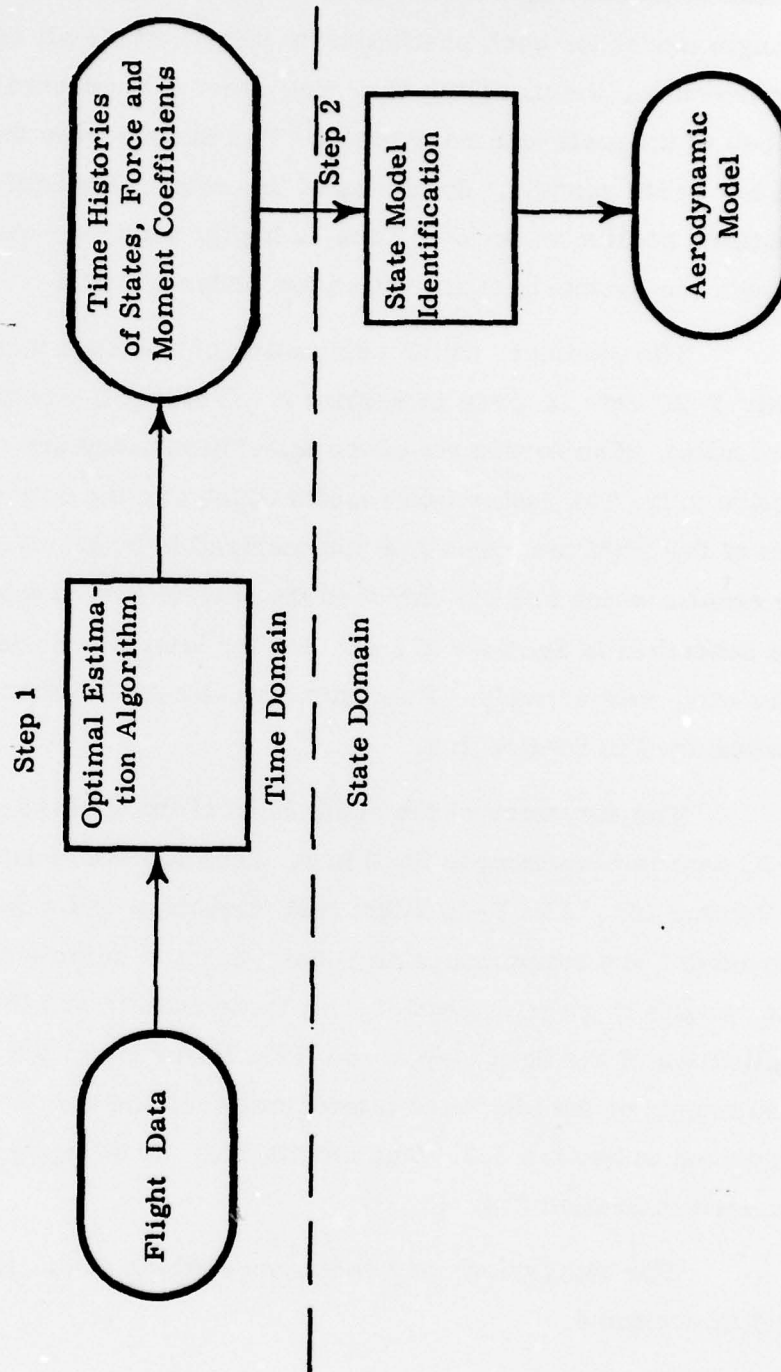 Step 1
Flight Data
Optimal Estima-
tion Algorithm
Time Histories
of States, Force and
Moment Coefficients
Time Domain
State Domain
Step 2
State Model
Identification
Aerodynamic
Model